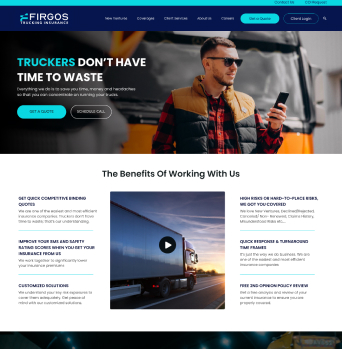 Contact Us
COI Request
FIRGOS
TRUCKING INSURANCE
New Ventures
Coverages
Client Services
About Us
Careers
Get a Quote
Client Login
TRUCKERS DON'T HAVE
TIME TO WASTE
Everything we do is to save you time, money and headaches
so that you can concentrate on running your trucks.
GET A QUOTE
SCHEDULE CALL
The Benefits Of Working With Us
GET QUICK COMPETITIVE BINDING
QUOTES
We are one of the easiest and most efficient
insurance companies. Truckers don't have
time to waste, that's our understanding.
IMPROVE YOUR SMS AND SAFETY
RATING SCORES WHEN YOU GET YOUR
INSURANCE FROM US
We work together to significantly lower
your insurance premiums
CUSTOMIZED SOLUTIONS
We understand your key risk exposures to
cover them adequately. Get peace of
mind with our customized solutions.
HIGH RISKS OR HARD-TO-PLACE RISKS,
WE GOT YOU COVERED
We love New Ventures, Declined/Rejected,
Canceled/ Non-Renewed, Claims History,
Misunderstood Risks etc.
QUICK RESPONSE & TURNAROUND
TIME FRAMES
It's just the way we do business. We are
one of the easiest and most efficient
insurance companies.
FREE 2ND OPINION POLICY REVIEW
Get a free analysis and review of your
current insurance to ensure you are
properly covered.